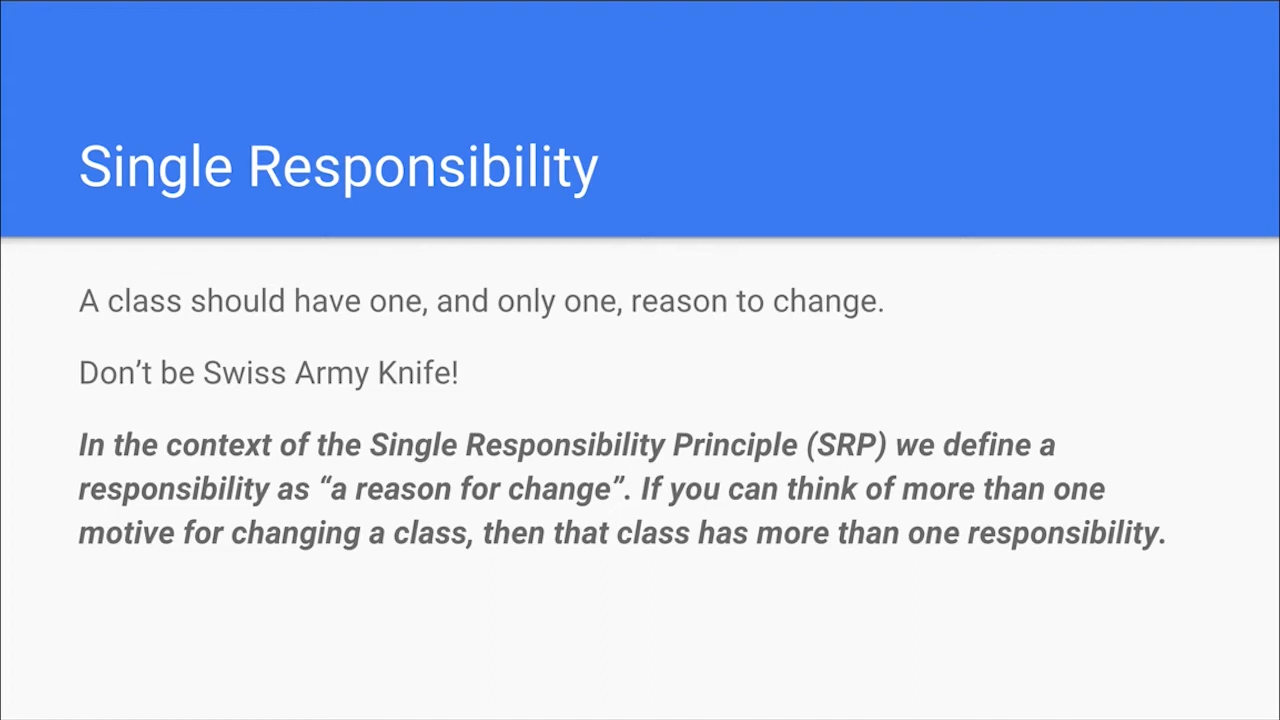 Single Responsibility
A class should have one, and only one, reason to change.
Don’t be Swiss Army Knife!
In the context of the Single Responsibility Principle (SRP) we define a
responsibility as “a reason for change”. If you can think of more than one
motive for changing a class, then that class has more than one responsibility.